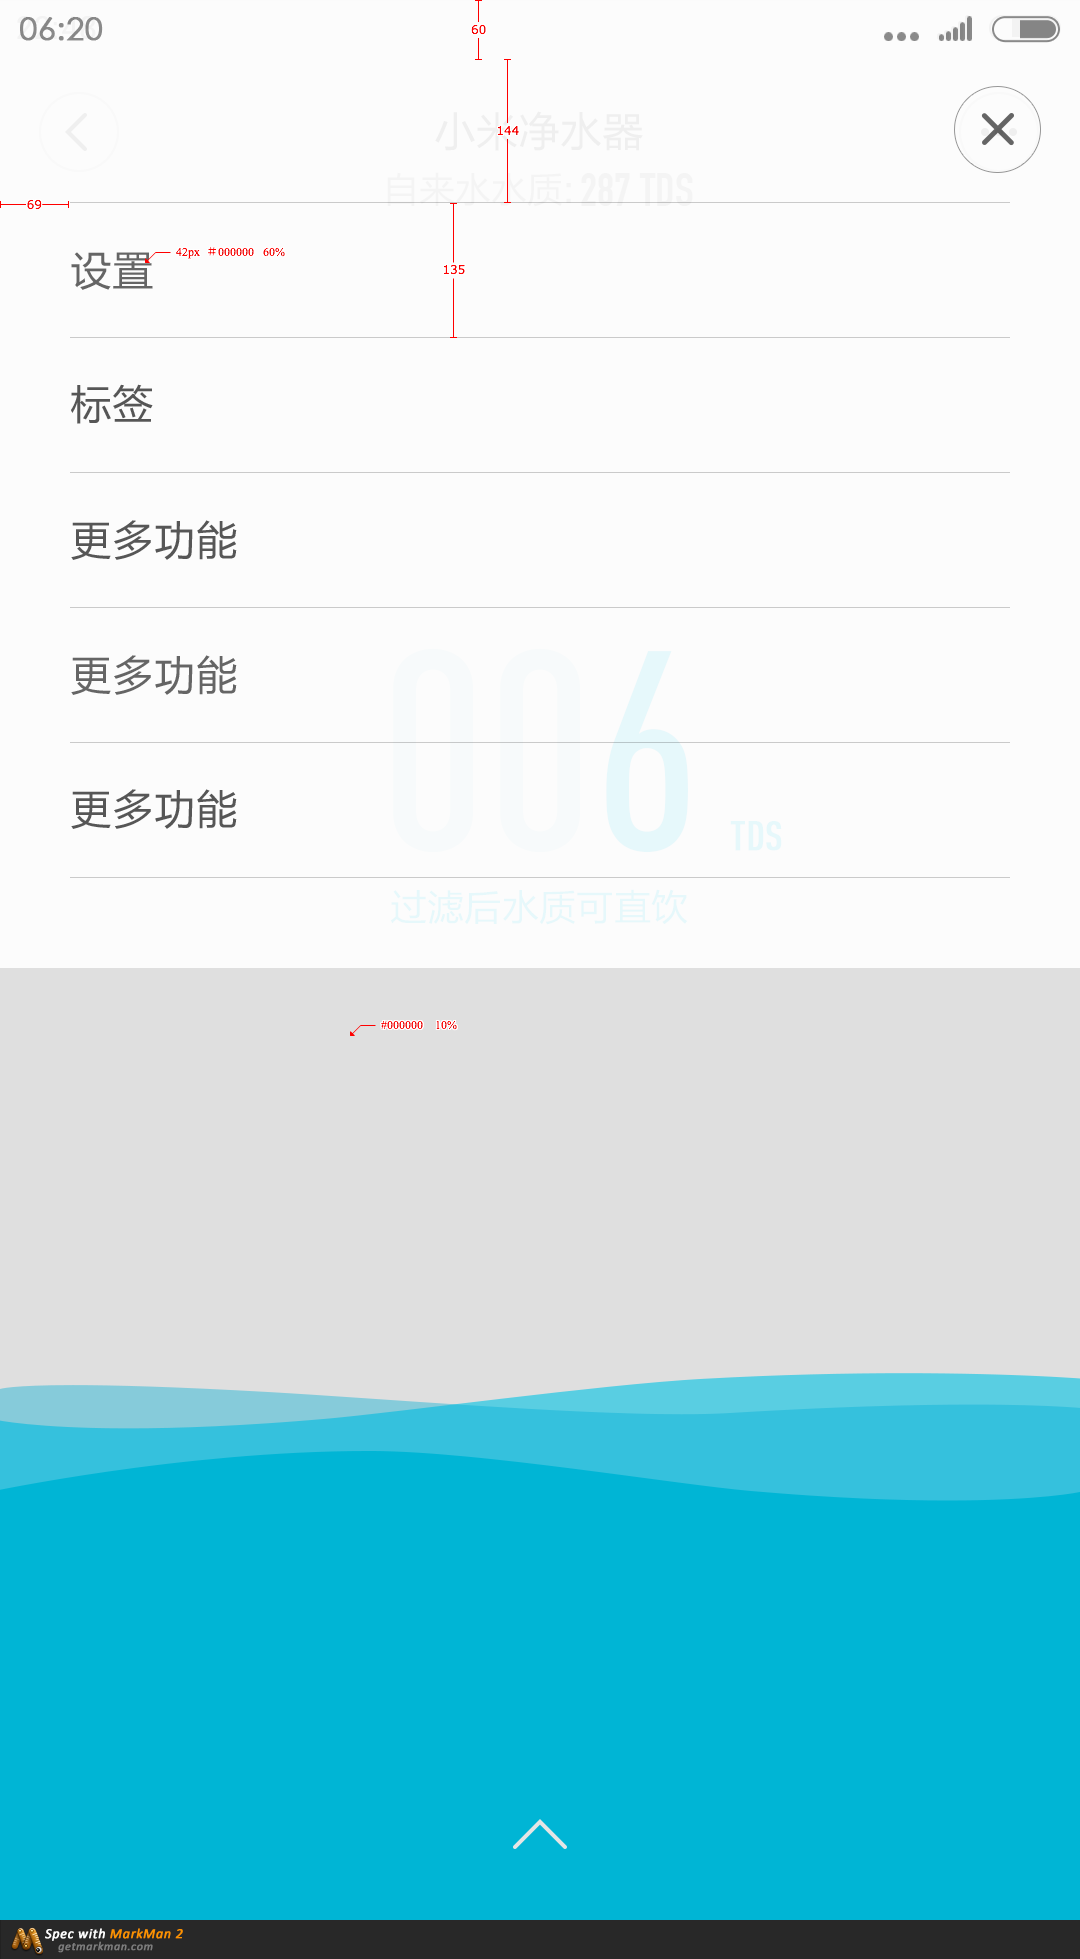 06:20
60
小米净水器
144
自来水水质: 287 TDS
69
设置
42px #000000 60%
135
标签
更多功能
更多功能
006
TDS
更多功能
过滤后水质可直饮
#000000 10%
Spec with MarkMan 2
getmarkman.com